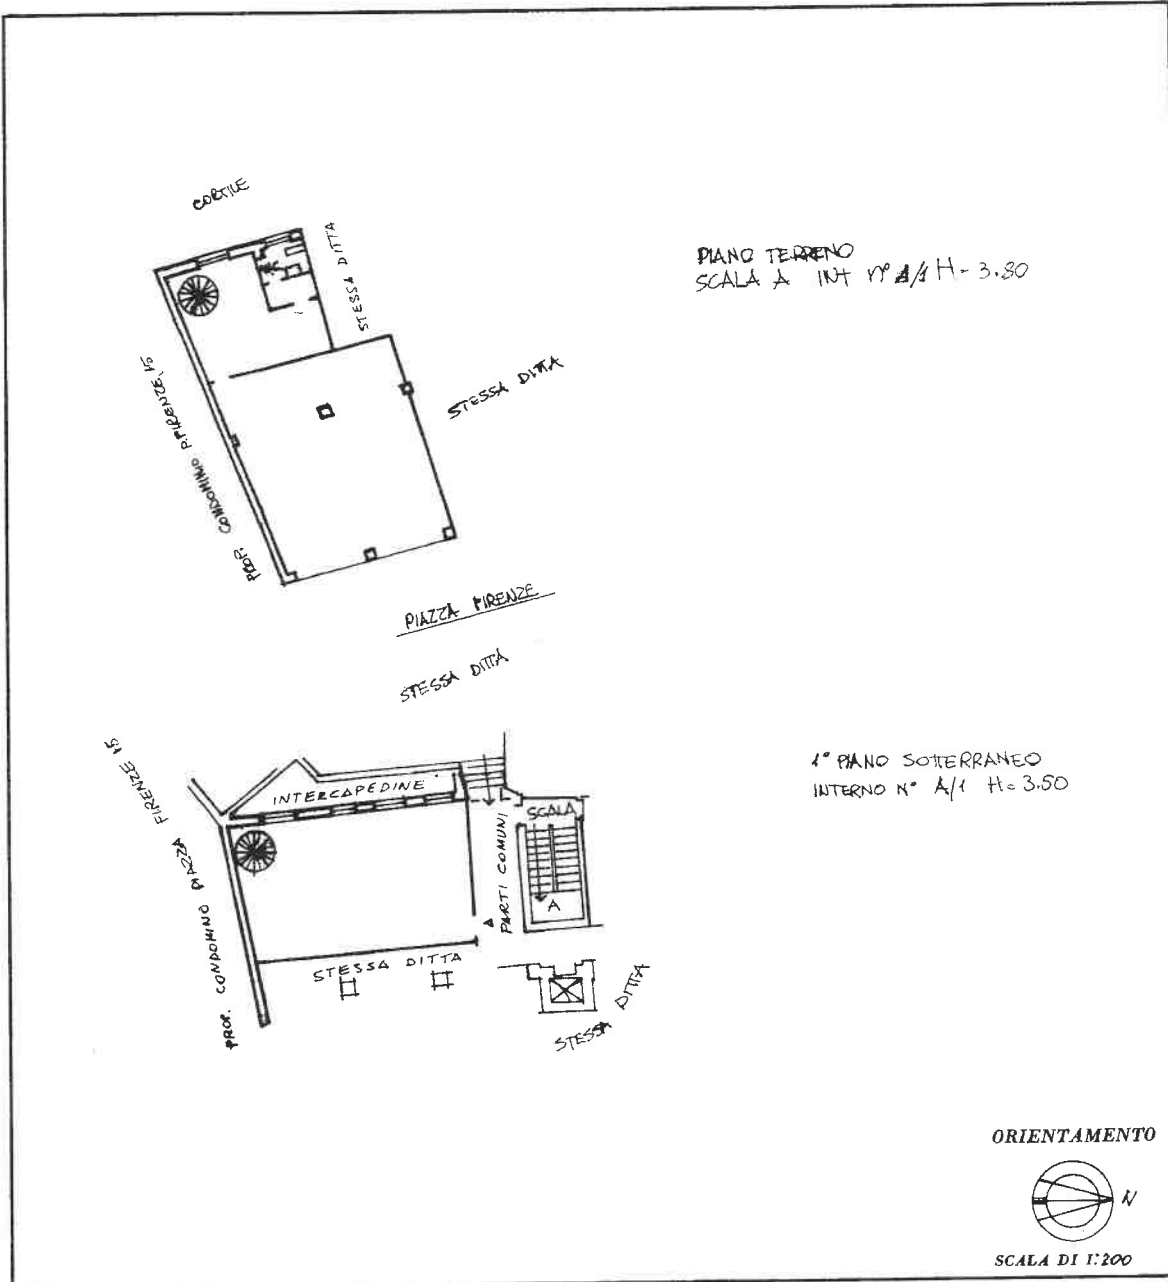 CORTILE
STESSA DITTA
PIANO TERRENO
SCALA A INT N° A/1 H= 3.80
STESSA DITTA
PROP. CONDOMINIO P.FIRENZE, 15
PIAZZA FIRENZE
STESSA DITTA
PROP. CONDOMINO PIAZZA FIRENZE 15
INTERCAPEDINE
SCALA
A
PARTI COMUNI
STESSA DITTA
STESSA DITTA
1° PIANO SOTTERRANEO
INTERNO N° A/1 H= 3.50
ORIENTAMENTO
N
SCALA DI 1:200